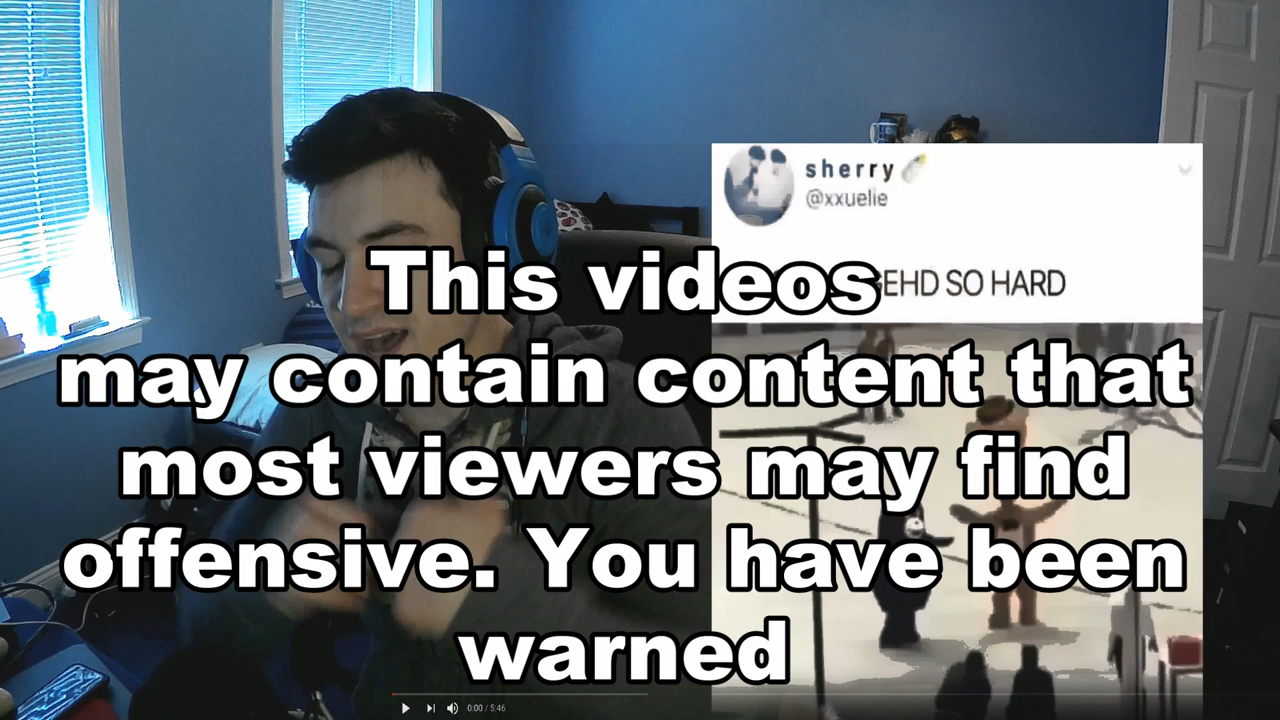 sherry
@xxuelie
EHD SO HARD
This videos
may contain content that
most viewers may find
offensive. You have been
warned
0:00 / 5:46